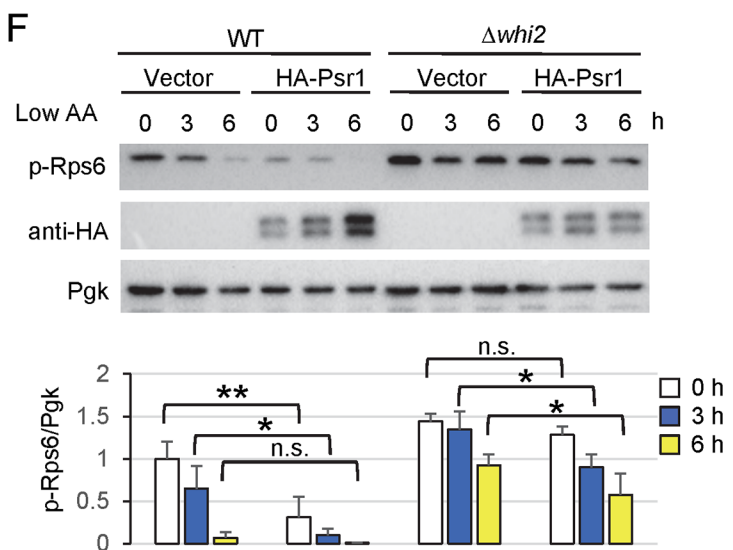 F
WT Δwhi2
Vector HA-Psr1 Vector HA-Psr1
Low AA 0 3 6 0 3 6 0 3 6 0 3 6 h
p-Rps6
anti-HA
Pgk
n.s.
2
** * 0 h
1.5 * * 3 h
n.s. 6 h
1
0.5
0
p-Rps6/Pgk